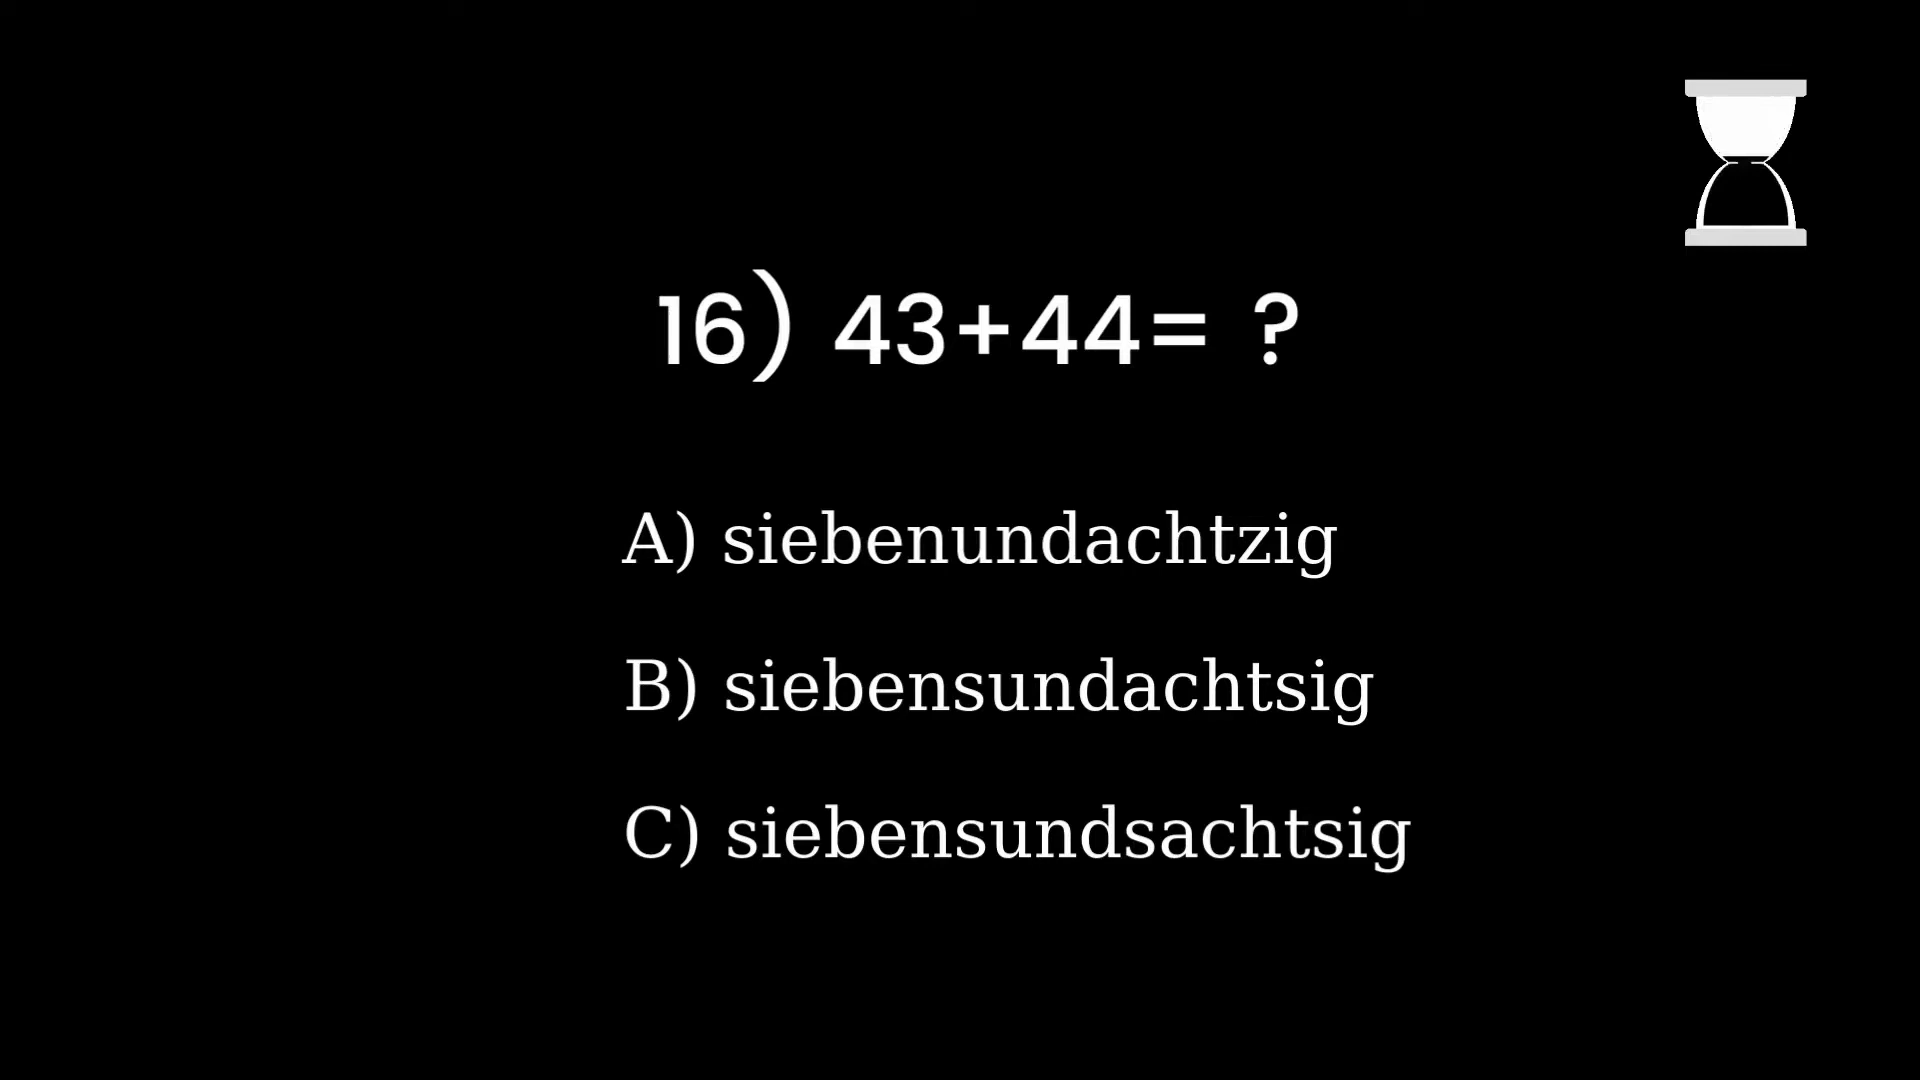 16) 43+44= ?
A) siebenundachtzig
B) siebensundachtsig
C) siebensundsachtsig